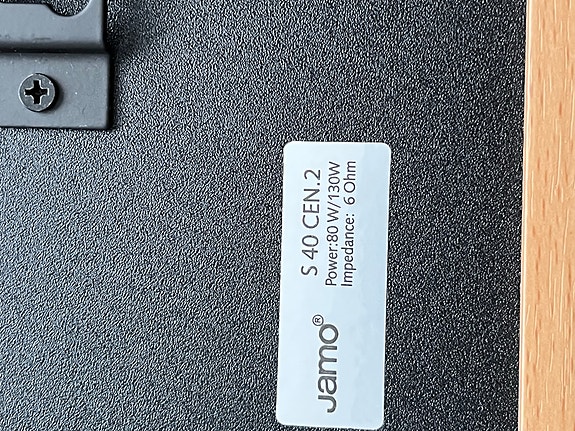 Jamo®
S 40 CEN.2
Power:80 W/130W
Impedance: 6 Ohm